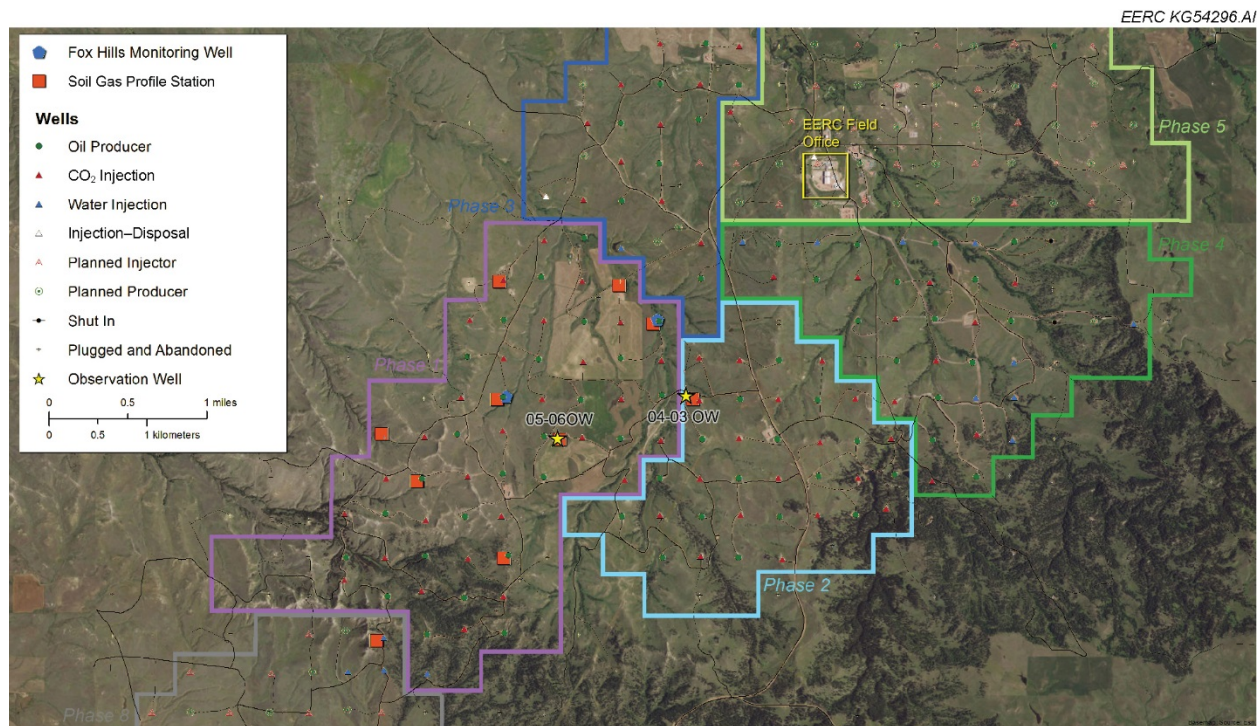 EERC KG54296.AI
Fox Hills Monitoring Well
Soil Gas Profile Station
Wells
Oil Producer
CO₂ Injection
Water Injection
Injection–Disposal
Planned Injector
Planned Producer
Shut In
Plugged and Abandoned
Observation Well
0 0.5 1 miles
0 0.5 1 kilometers
EERC Field
Office
Phase 5
Phase 3
Phase 4
Phase 1
05-06OW
04-03 OW
Phase 2